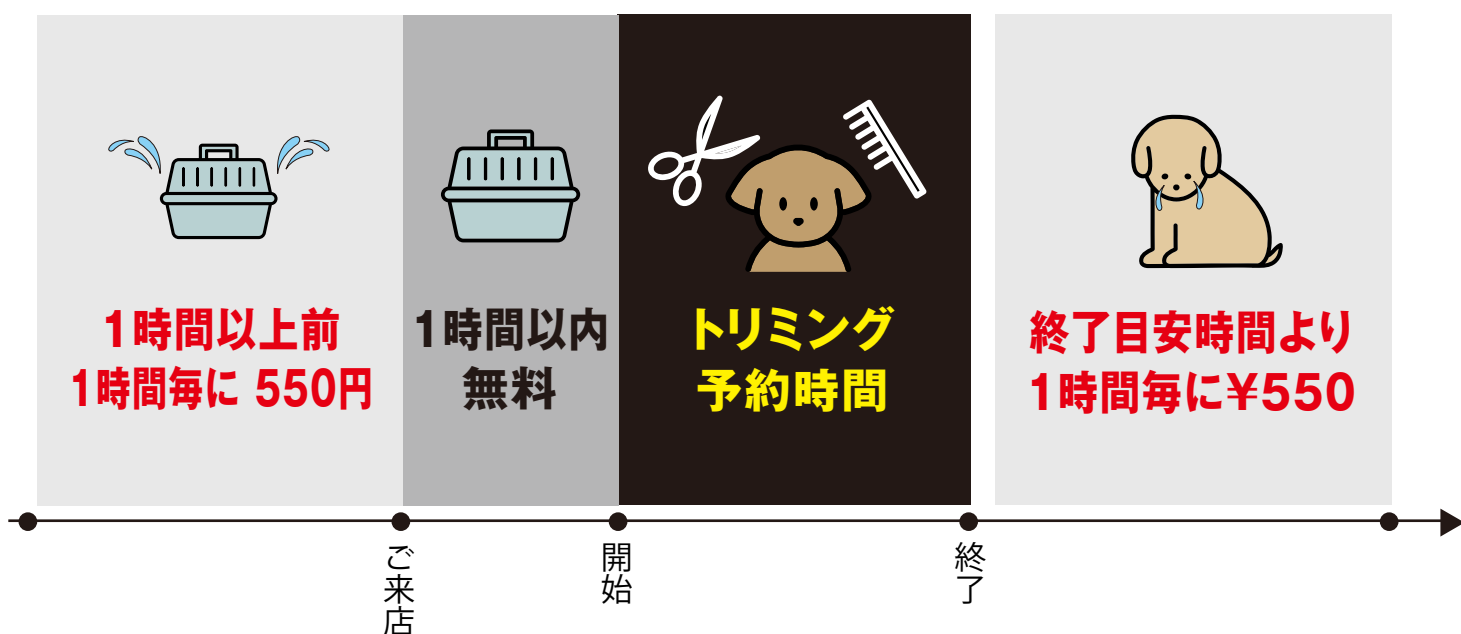 1時間以上前
1時間毎に 550円
1時間以内
無料
トリミング
予約時間
終了目安時間より
1時間毎に¥550
ご来店
開始
終了